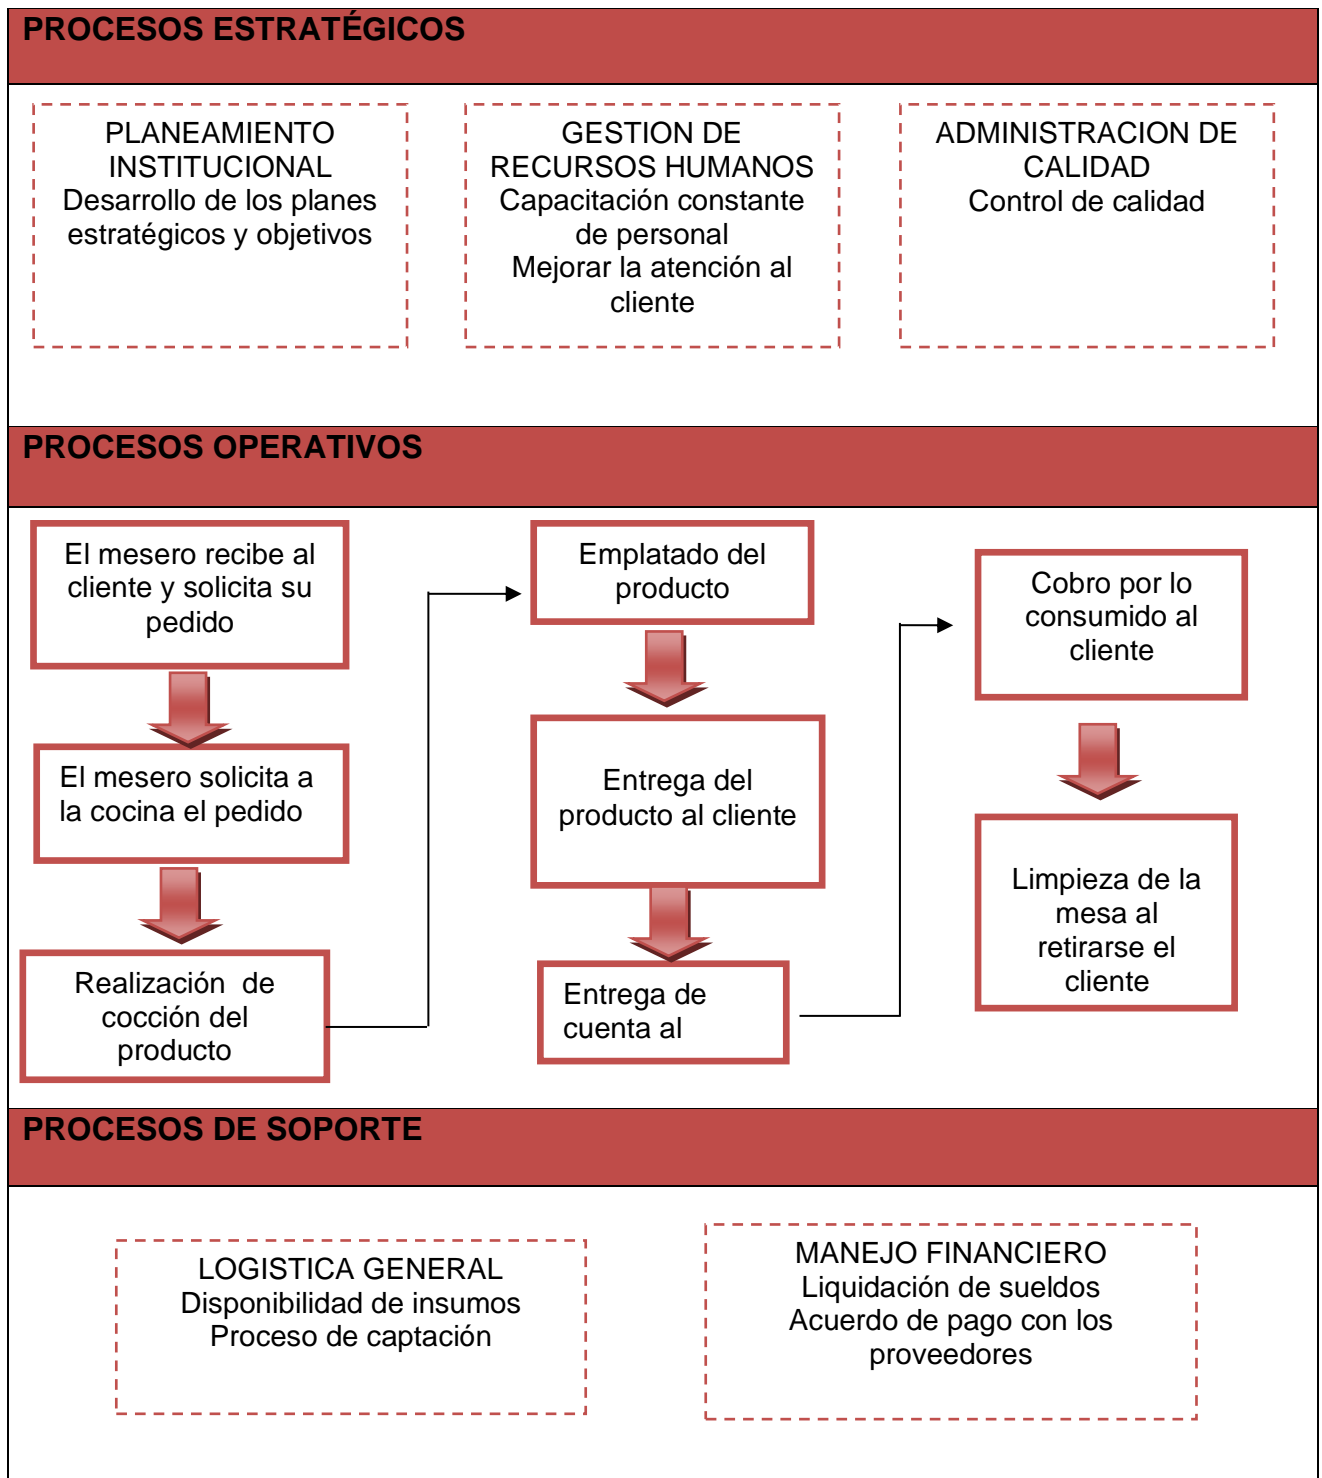 PROCESOS ESTRATÉGICOS
PLANEAMIENTO
INSTITUCIONAL
Desarrollo de los planes
estratégicos y objetivos
GESTION DE
RECURSOS HUMANOS
Capacitación constante
de personal
Mejorar la atención al
cliente
ADMINISTRACION DE
CALIDAD
Control de calidad
PROCESOS OPERATIVOS
El mesero recibe al
cliente y solicita su
pedido
El mesero solicita a
la cocina el pedido
Realización de
cocción del
producto
Emplatado del
producto
Entrega del
producto al cliente
Entrega de
cuenta al
Cobro por lo
consumido al
cliente
Limpieza de la
mesa al
retirarse el
cliente
PROCESOS DE SOPORTE
LOGISTICA GENERAL
Disponibilidad de insumos
Proceso de captación
MANEJO FINANCIERO
Liquidación de sueldos
Acuerdo de pago con los
proveedores